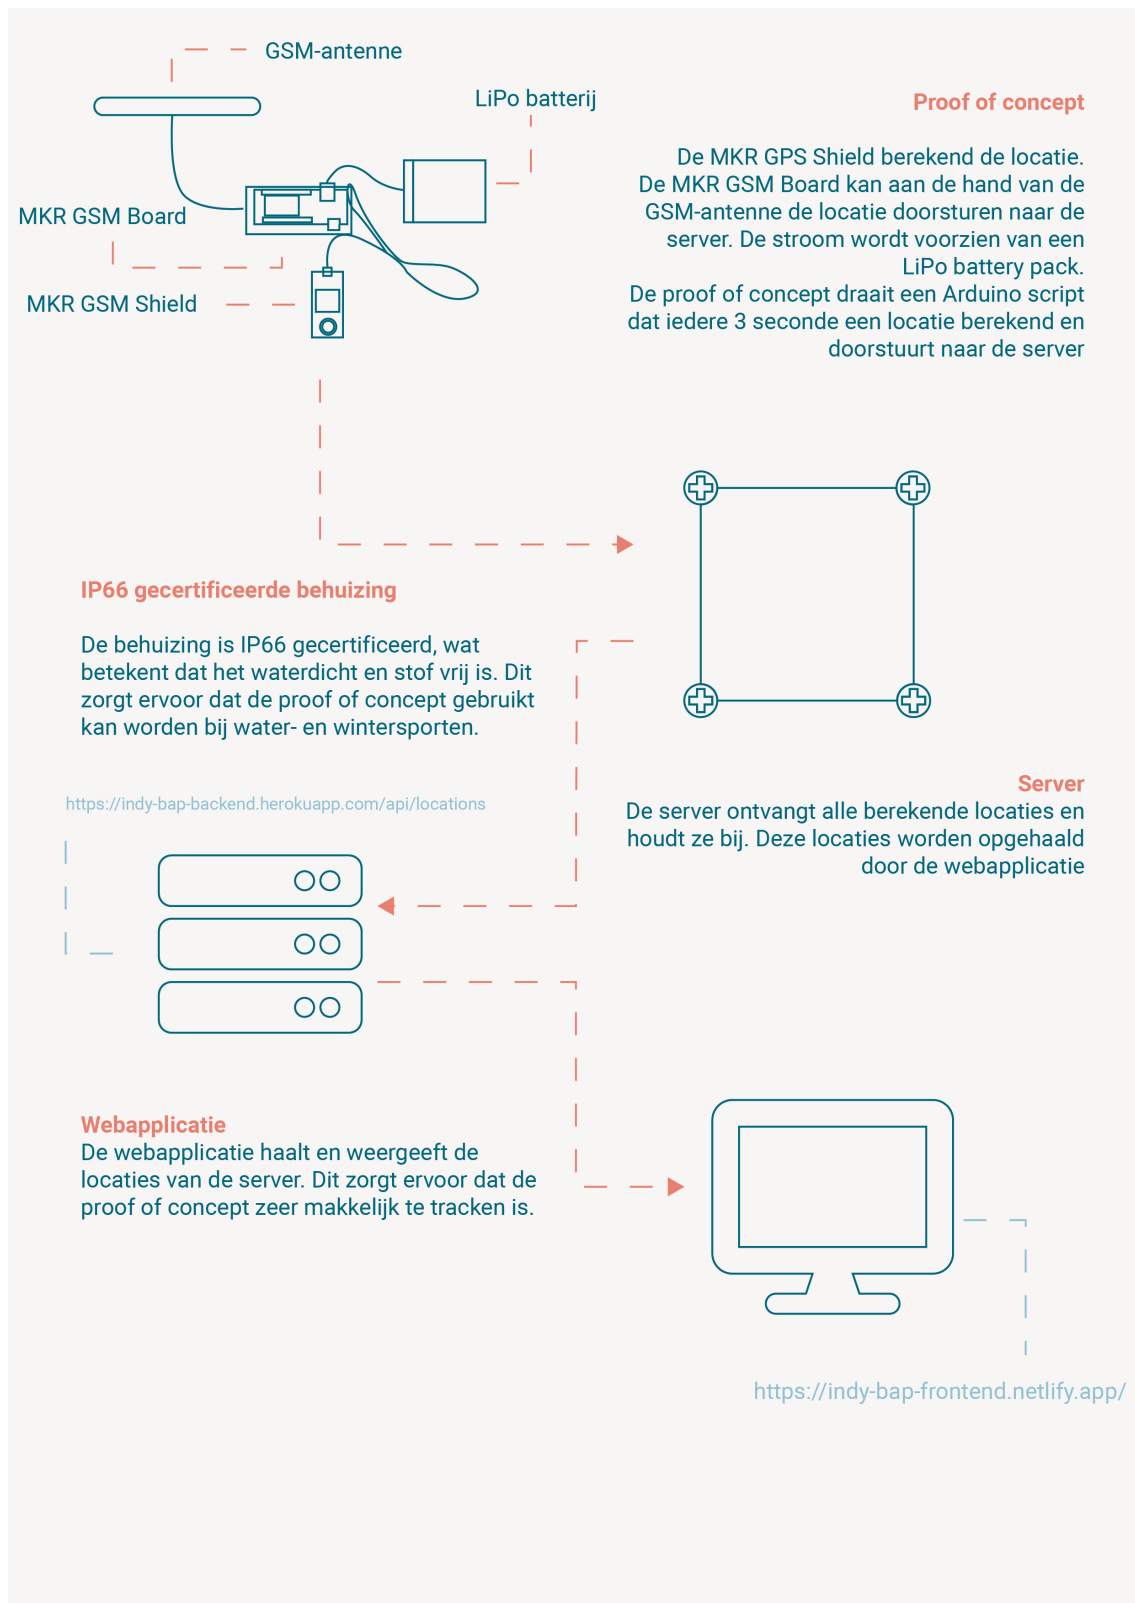 GSM-antenne
LiPo batterij
MKR GSM Board
MKR GSM Shield
Proof of concept
De MKR GPS Shield berekend de locatie.
De MKR GSM Board kan aan de hand van de
GSM-antenne de locatie doorsturen naar de
server. De stroom wordt voorzien van een
LiPo battery pack.
De proof of concept draait een Arduino script
dat iedere 3 seconde een locatie berekend en
doorstuurt naar de server
IP66 gecertificeerde behuizing
De behuizing is IP66 gecertificeerd, wat
betekent dat het waterdicht en stof vrij is. Dit
zorgt ervoor dat de proof of concept gebruikt
kan worden bij water- en wintersporten.
Server
De server ontvangt alle berekende locaties en
houdt ze bij. Deze locaties worden opgehaald
door de webapplicatie
https://indy-bap-backend.herokuapp.com/api/locations
Webapplicatie
De webapplicatie haalt en weergeeft de
locaties van de server. Dit zorgt ervoor dat de
proof of concept zeer makkelijk te tracken is.
https://indy-bap-frontend.netlify.app/